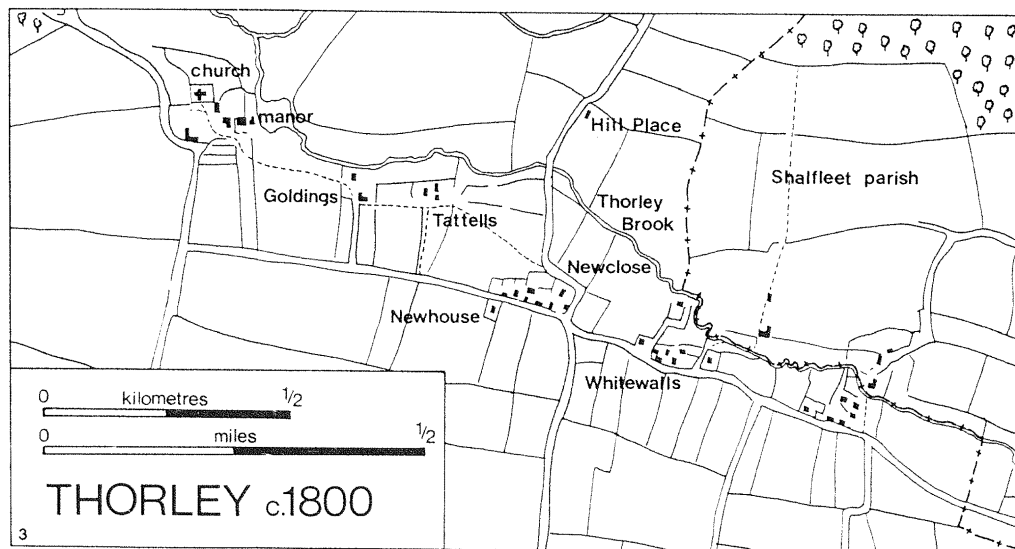 church
manor
Hill Place
Shalfleet parish
Goldings
Tattells
Thorley
Brook
Newclose
Newhouse
Whitewalls
0 kilometres 1/2
0 miles 1/2
THORLEY c.1800
3